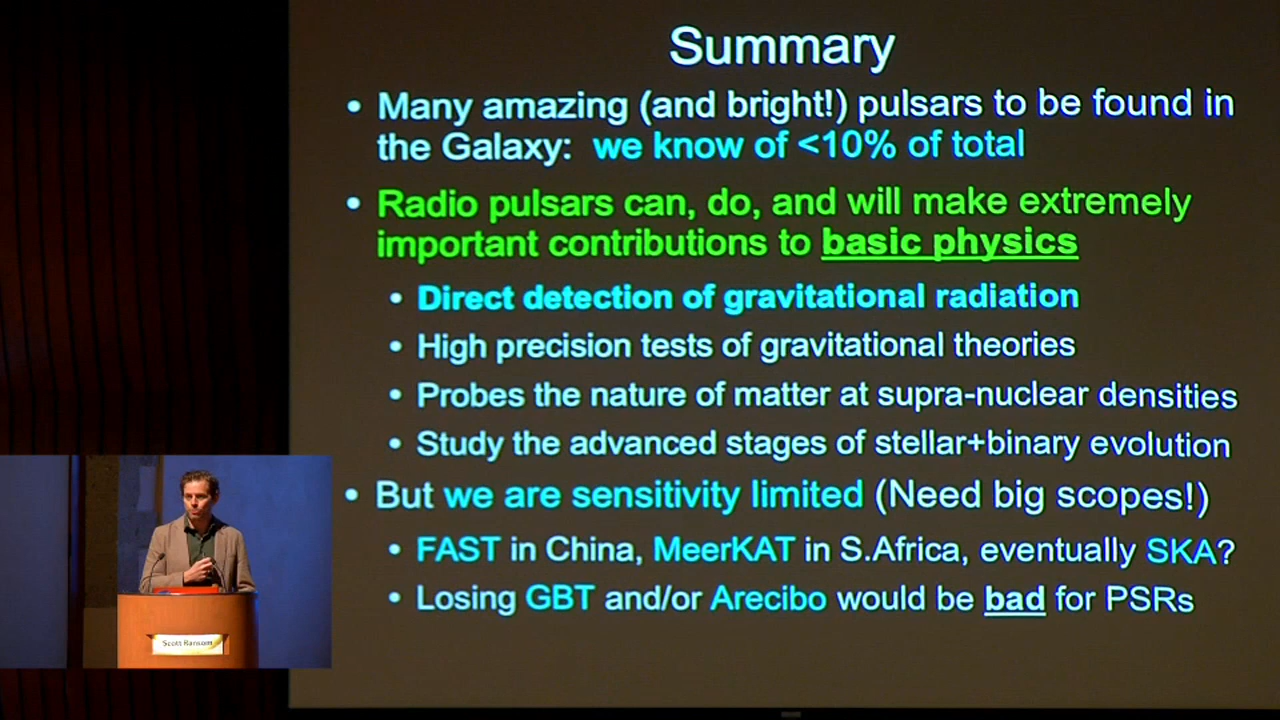 Summary
• Many amazing (and bright!) pulsars to be found in
the Galaxy: we know of <10% of total
• Radio pulsars can, do, and will make extremely
important contributions to basic physics
• Direct detection of gravitational radiation
• High precision tests of gravitational theories
• Probes the nature of matter at supra-nuclear densities
• Study the advanced stages of stellar+binary evolution
• But we are sensitivity limited (Need big scopes!)
• FAST in China, MeerKAT in S.Africa, eventually SKA?
• Losing GBT and/or Arecibo would be bad for PSRs
Scott Ransom